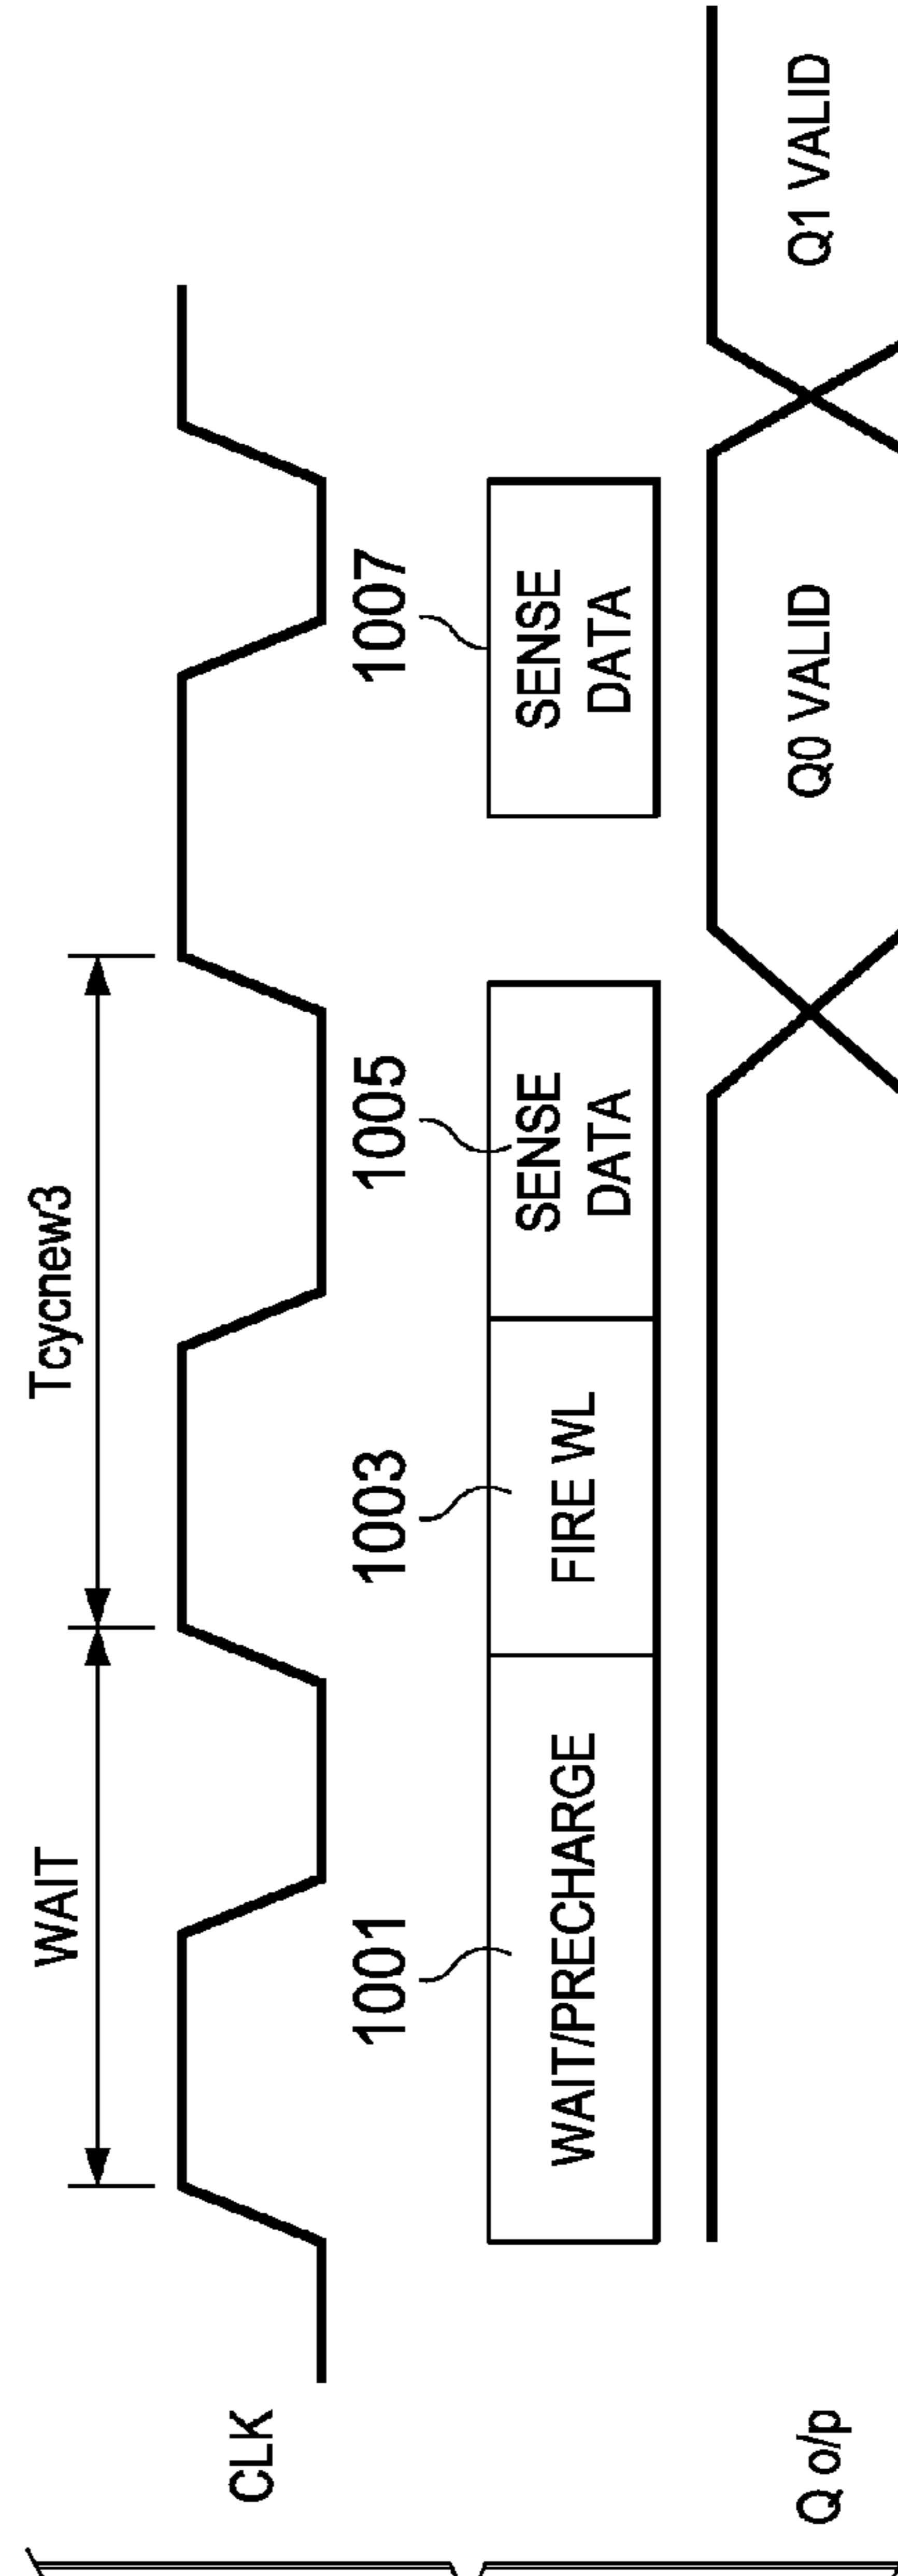 WAIT
Tcycnew3
CLK
1001
1003
1005
1007
WAIT/PRECHARGE
FIRE WL
SENSE
DATA
SENSE
DATA
Q o/p
Q0 VALID
Q1 VALID